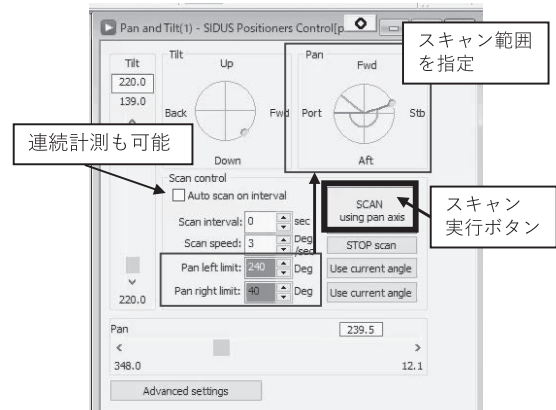 Pan and Tilt(1) - SIDUS Positioners Control[p
スキャン範囲
を指定
Tilt
220.0
139.0
220.0
Tilt
Up
Back
Fwd
Down
Pan
Fwd
Port
Stb
Aft
連続計測も可能
Scan control
Auto scan on interval
Scan interval: 0 sec
Scan speed: 3 Deg
/sec
Pan left limit: 240 Deg
Pan right limit: 40 Deg
SCAN
using pan axis
STOP scan
Use current angle
Use current angle
スキャン
実行ボタン
Pan
239.5
348.0
12.1
Advanced settings